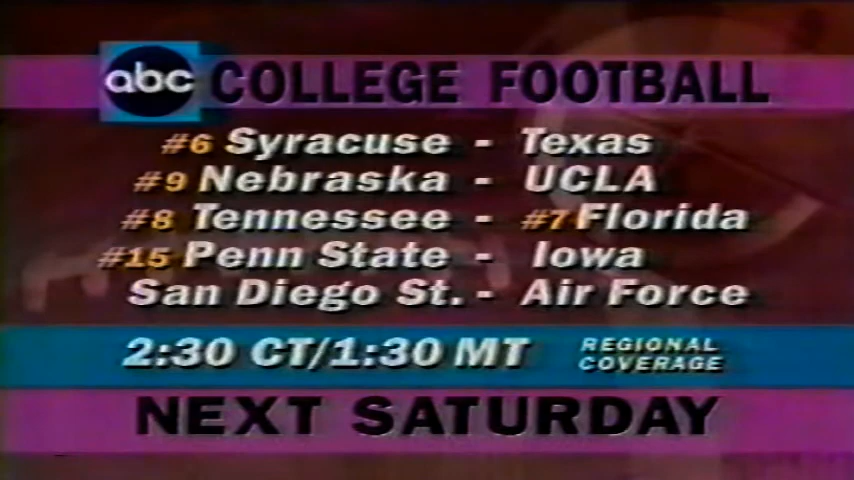 abc COLLEGE FOOTBALL
#6 Syracuse - Texas
#9 Nebraska - UCLA
#8 Tennessee - #7 Florida
#15 Penn State - Iowa
San Diego St. - Air Force
2:30 CT/1:30 MT REGIONAL COVERAGE
NEXT SATURDAY